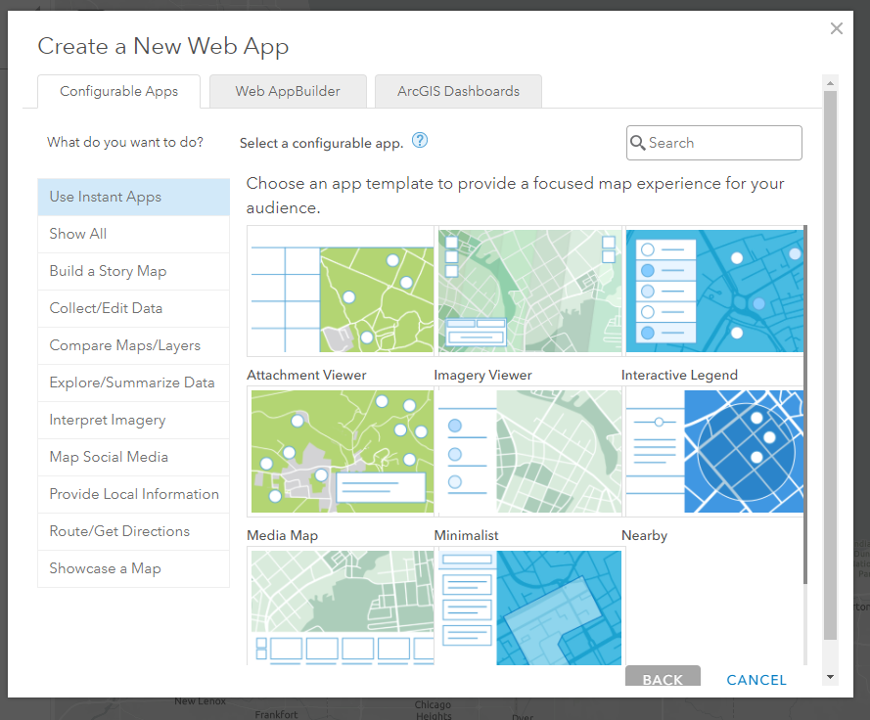 Create a New Web App
Configurable Apps
Web AppBuilder
ArcGIS Dashboards
What do you want to do?
Select a configurable app.
?
Search
Use Instant Apps
Show All
Build a Story Map
Collect/Edit Data
Compare Maps/Layers
Explore/Summarize Data
Interpret Imagery
Map Social Media
Provide Local Information
Route/Get Directions
Showcase a Map
Choose an app template to provide a focused map experience for your
audience.
Attachment Viewer
Imagery Viewer
Interactive Legend
Media Map
Minimalist
Nearby
BACK
CANCEL
New Lenox
Frankfort
Chicago
Heights
Dyer